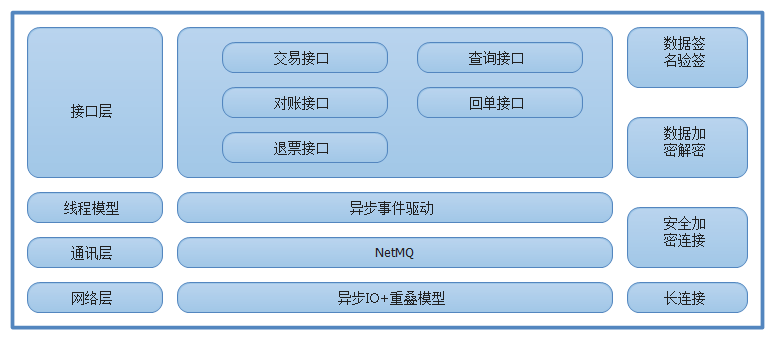 接口层
交易接口
查询接口
对账接口
回单接口
退票接口
数据签
名验签
数据加
密解密
线程模型
异步事件驱动
安全加
密连接
通讯层
NetMQ
网络层
异步IO+重叠模型
长连接